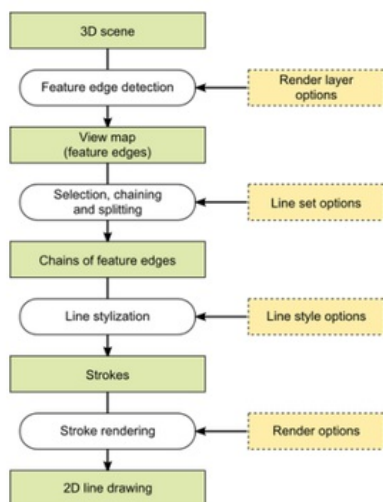 3D scene
Feature edge detection
Render layer
options
View map
(feature edges)
Selection, chaining
and splitting
Line set options
Chains of feature edges
Line stylization
Line style options
Strokes
Stroke rendering
Render options
2D line drawing